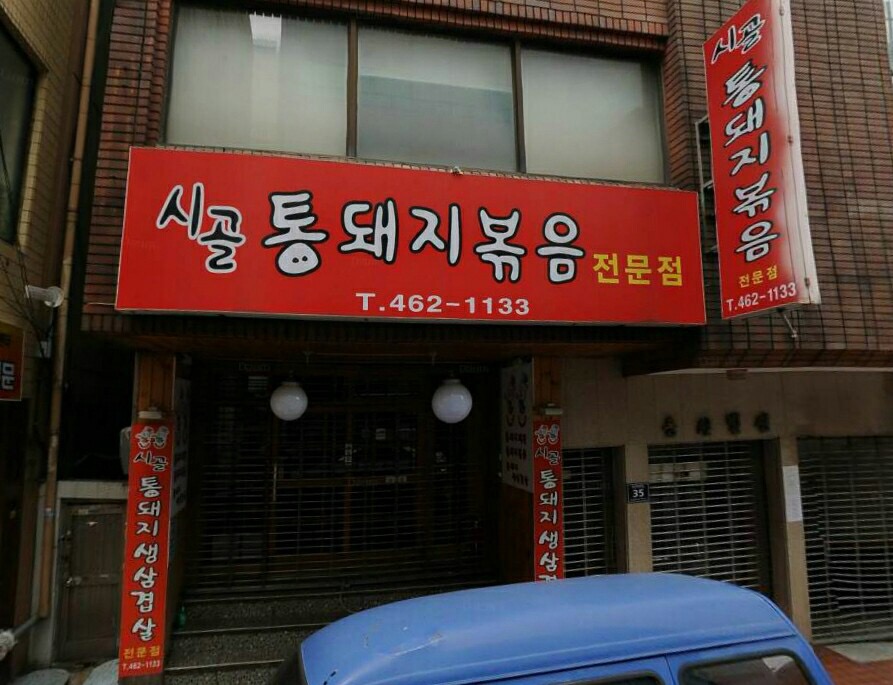 시골 통돼지볶음 전문점
T.462-1133
시골 통돼지볶음
전문점
T.462-1133
시골 통돼지생삼겹살
전문점
T.462-1133
시골 통돼지생삼겹
35
문